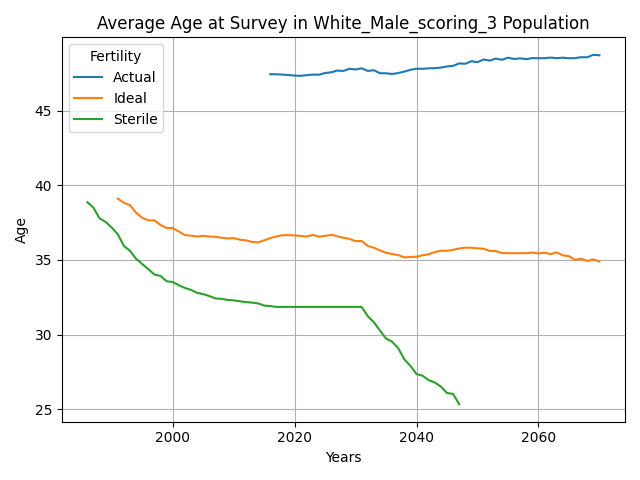 Average Age at Survey in White_Male_scoring_3 Population
Fertility
Actual
Ideal
Sterile
Age
45
40
35
30
25
2000
2020
2040
2060
Years